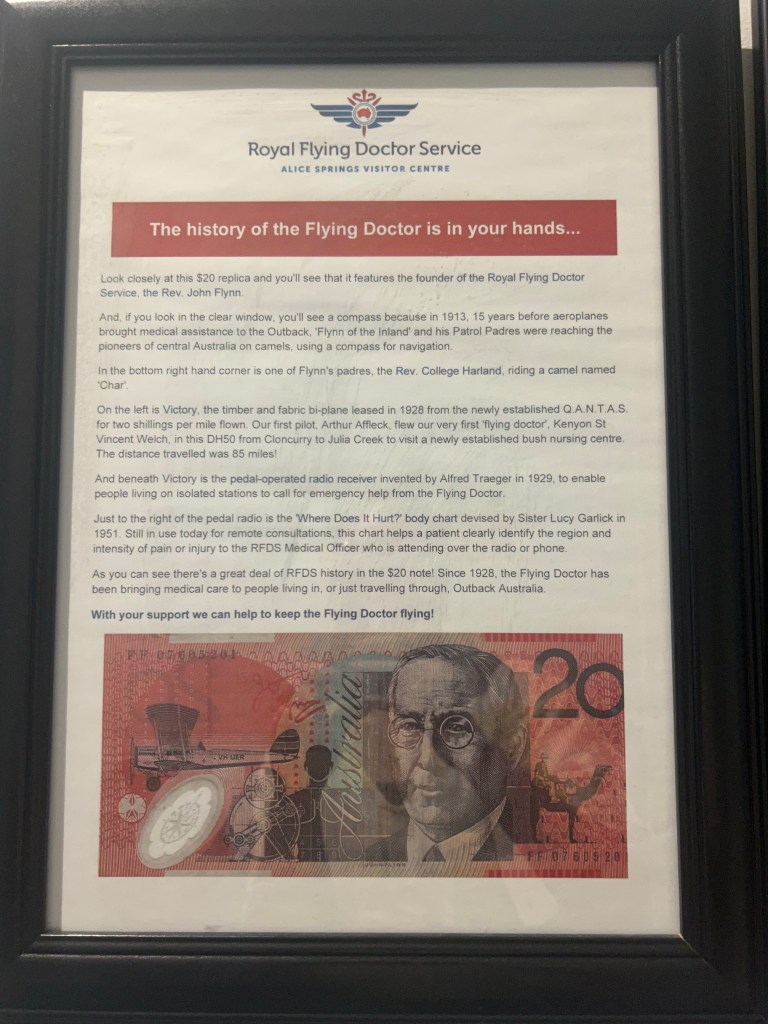 Royal Flying Doctor Service
ALICE SPRINGS VISITOR CENTRE
The history of the Flying Doctor is in your hands...
Look closely at this $20 replica and you'll see that it features the founder of the Royal Flying Doctor
Service, the Rev. John Flynn.
And, if you look in the clear window, you'll see a compass because in 1913, 15 years before aeroplanes
brought medical assistance to the Outback, 'Flynn of the Inland' and his Patrol Padres were reaching the
pioneers of central Australia on camels, using a compass for navigation.
In the bottom right hand corner is one of Flynn's padres, the Rev. College Harland, riding a camel named
'Char'.
On the left is Victory, the timber and fabric bi-plane leased in 1928 from the newly established Q.A.N.T.A.S.
for two shillings per mile flown. Our first pilot, Arthur Affleck, flew our very first 'flying doctor', Kenyon St
Vincent Welch, in this DH50 from Cloncurry to Julia Creek to visit a newly established bush nursing centre.
The distance travelled was 85 miles!
And beneath Victory is the pedal-operated radio receiver invented by Alfred Traeger in 1929, to enable
people living on isolated stations to call for emergency help from the Flying Doctor.
Just to the right of the pedal radio is the 'Where Does It Hurt?' body chart devised by Sister Lucy Garlick in
1951. Still in use today for remote consultations, this chart helps a patient clearly identify the region and
intensity of pain or injury to the RFDS Medical Officer who is attending over the radio or phone.
As you can see there's a great deal of RFDS history in the $20 note! Since 1928, the Flying Doctor has
been bringing medical care to people living in, or just travelling through, Outback Australia.
With your support we can help to keep the Flying Doctor flying!
20
Australia
JOHN FLYNN